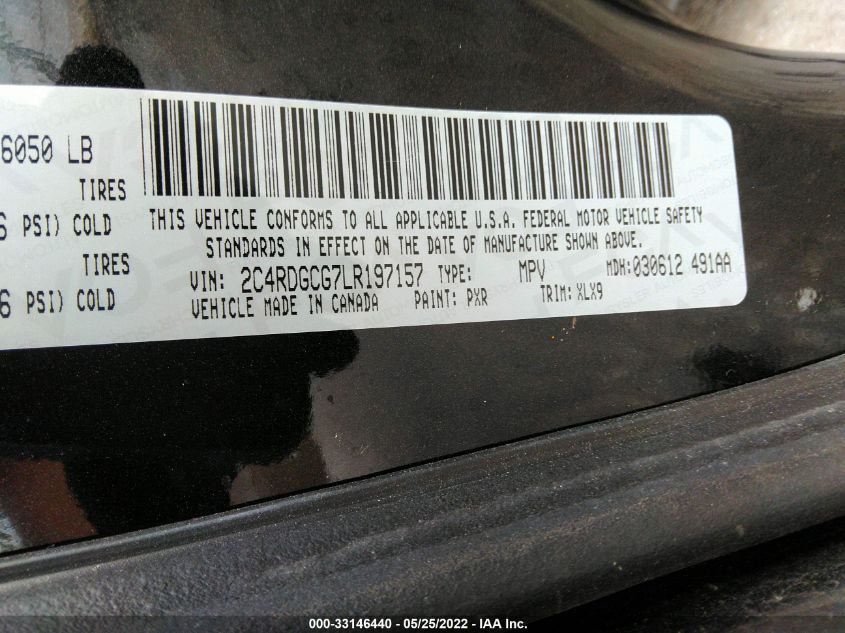 6050 LB
TIRES
6 PSI) COLD
TIRES
6 PSI) COLD
THIS VEHICLE CONFORMS TO ALL APPLICABLE U.S.A. FEDERAL MOTOR VEHICLE SAFETY
STANDARDS IN EFFECT ON THE DATE OF MANUFACTURE SHOWN ABOVE.
VIN: 2C4RDGCG7LR197157 TYPE: MPV MDH:030612 491AA
VEHICLE MADE IN CANADA PAINT: PXR TRIM: XLX9
000-33146440 - 05/25/2022 - IAA Inc.